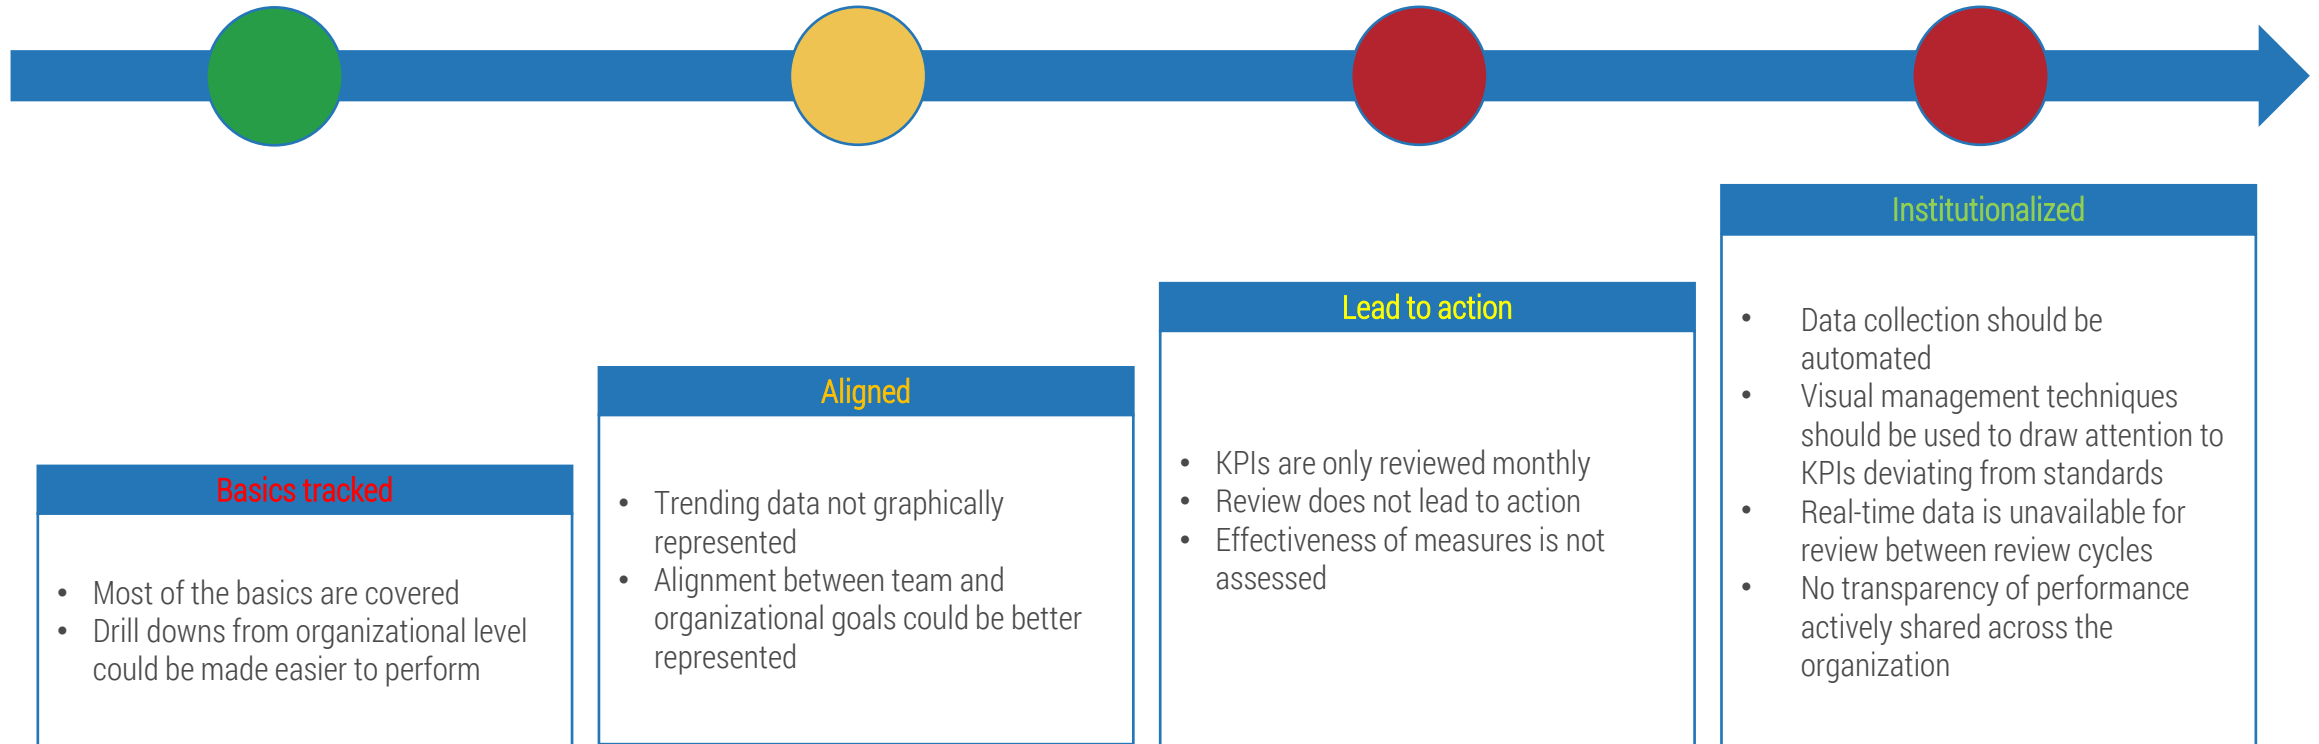 Basics tracked
• Most of the basics are covered
• Drill downs from organizational level
could be made easier to perform
Aligned
• Trending data not graphically
represented
• Alignment between team and
organizational goals could be better
represented
Lead to action
• KPIs are only reviewed monthly
• Review does not lead to action
• Effectiveness of measures is not
assessed
Institutionalized
• Data collection should be
automated
• Visual management techniques
should be used to draw attention to
KPIs deviating from standards
• Real-time data is unavailable for
review between review cycles
• No transparency of performance
actively shared across the
organization